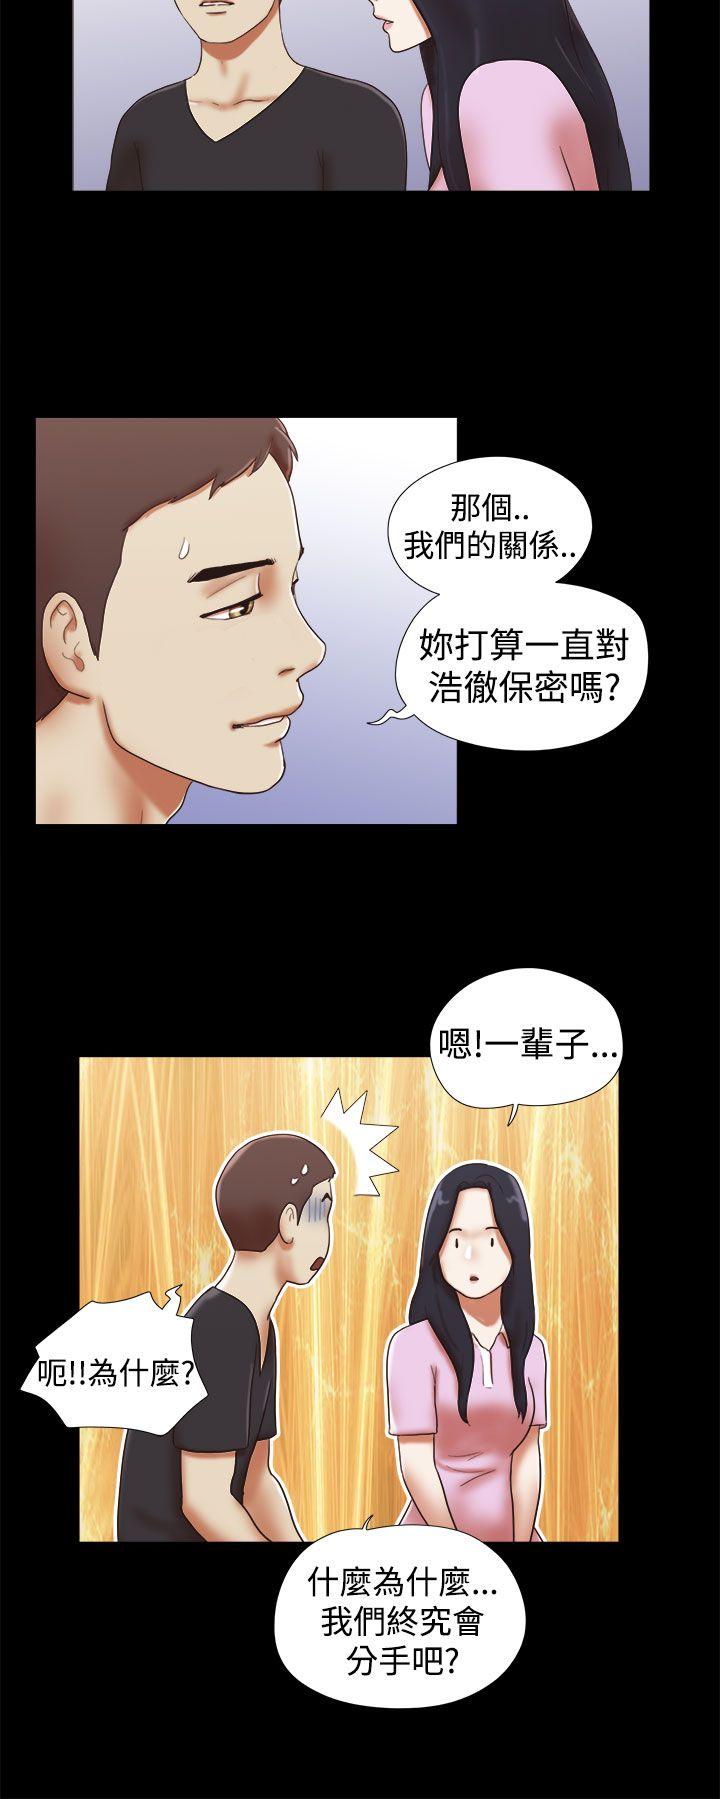 那個..
我們的關係..
妳打算一直對
浩徹保密嗎?
嗯!一輩子...
呃!!為什麼?
什麼為什麼...
我們終究會
分手吧?